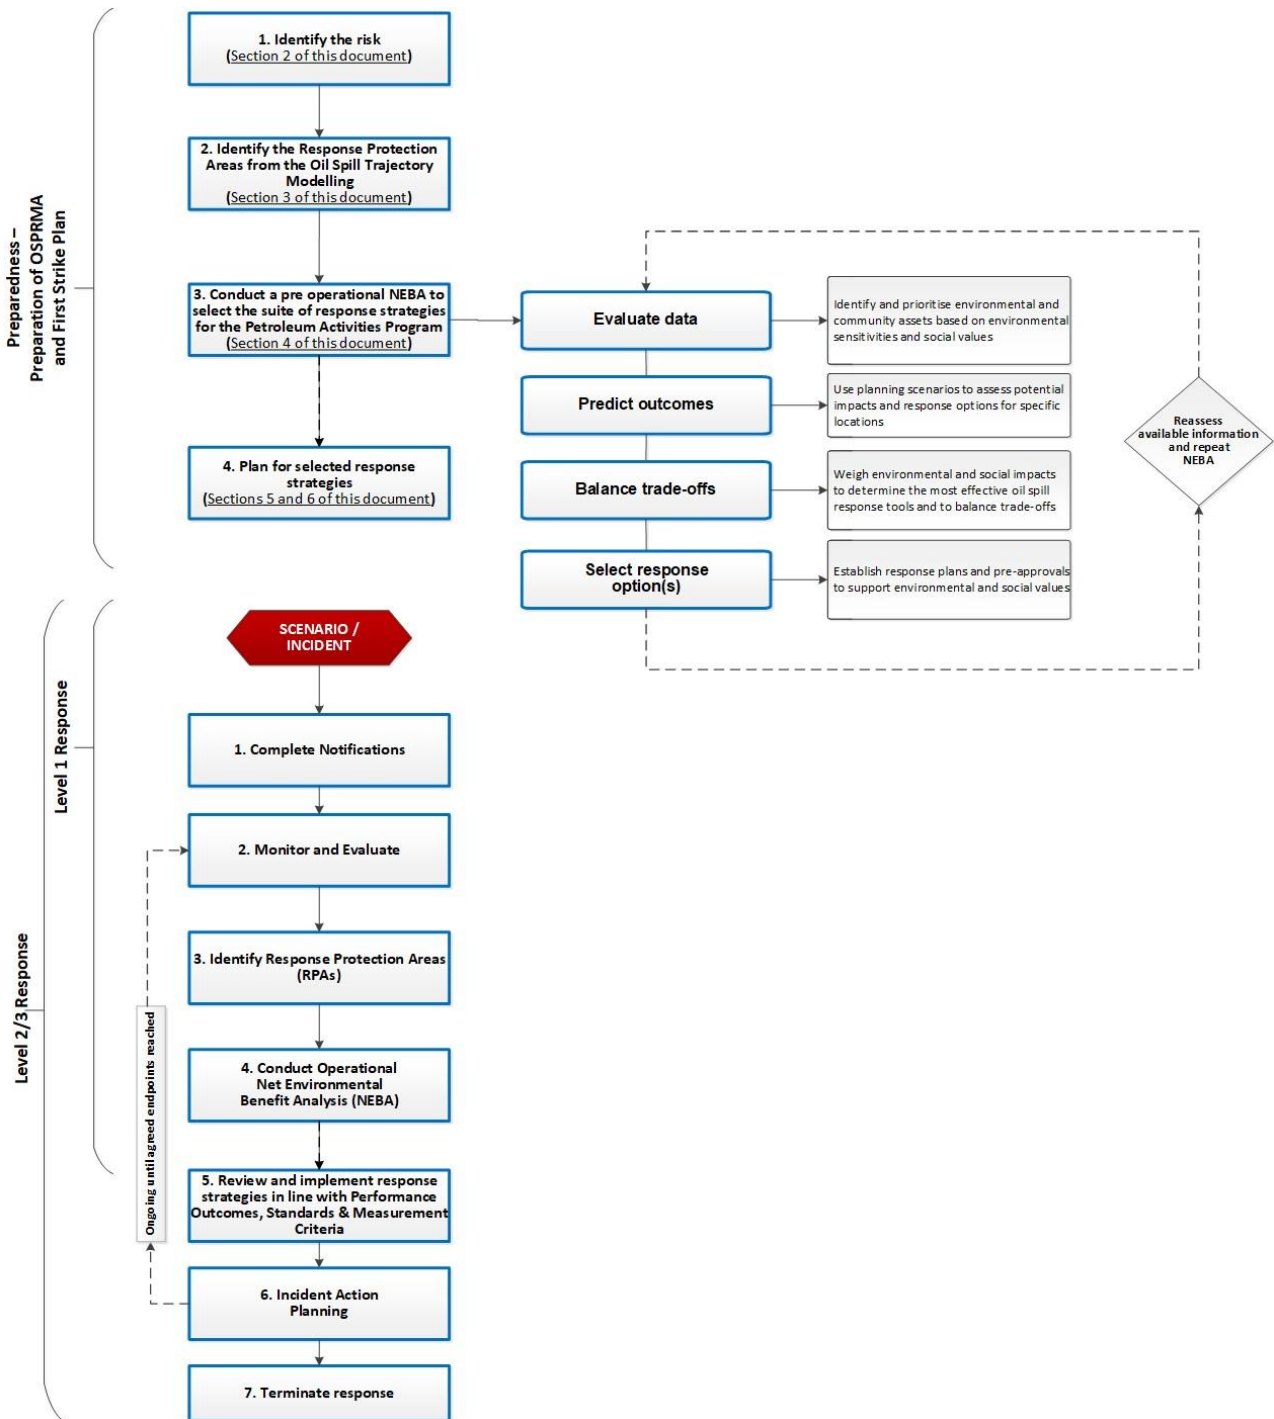 Preparedness –
Preparation of OSPRMA
and First Strike Plan
1. Identify the risk
(Section 2 of this document)
2. Identify the Response Protection
Areas from the Oil Spill Trajectory
Modelling
(Section 3 of this document)
3. Conduct a pre operational NEBA to
select the suite of response strategies
for the Petroleum Activities Program
(Section 4 of this document)
4. Plan for selected response
strategies
(Sections 5 and 6 of this document)
Evaluate data
Identify and prioritise environmental and
community assets based on environmental
sensitivities and social values
Predict outcomes
Use planning scenarios to assess potential
impacts and response options for specific
locations
Balance trade-offs
Weigh environmental and social impacts
to determine the most effective oil spill
response tools and to balance trade-offs
Select response
option(s)
Establish response plans and pre-approvals
to support environmental and social values
Reassess
available information
and repeat
NEBA
Level 1 Response
Level 2/3 Response
SCENARIO /
INCIDENT
1. Complete Notifications
2. Monitor and Evaluate
3. Identify Response Protection Areas
(RPAs)
4. Conduct Operational
Net Environmental
Benefit Analysis (NEBA)
5. Review and implement response
strategies in line with Performance
Outcomes, Standards & Measurement
Criteria
6. Incident Action
Planning
7. Terminate response
Ongoing until agreed endpoints reached